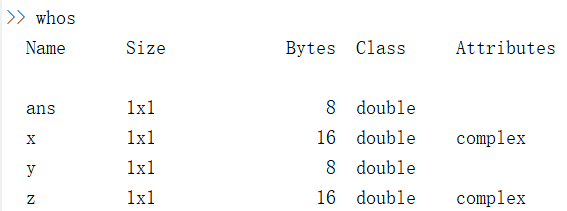 >> whos
Name Size Bytes Class Attributes
ans 1x1 8 double
x 1x1 16 double complex
y 1x1 8 double
z 1x1 16 double complex